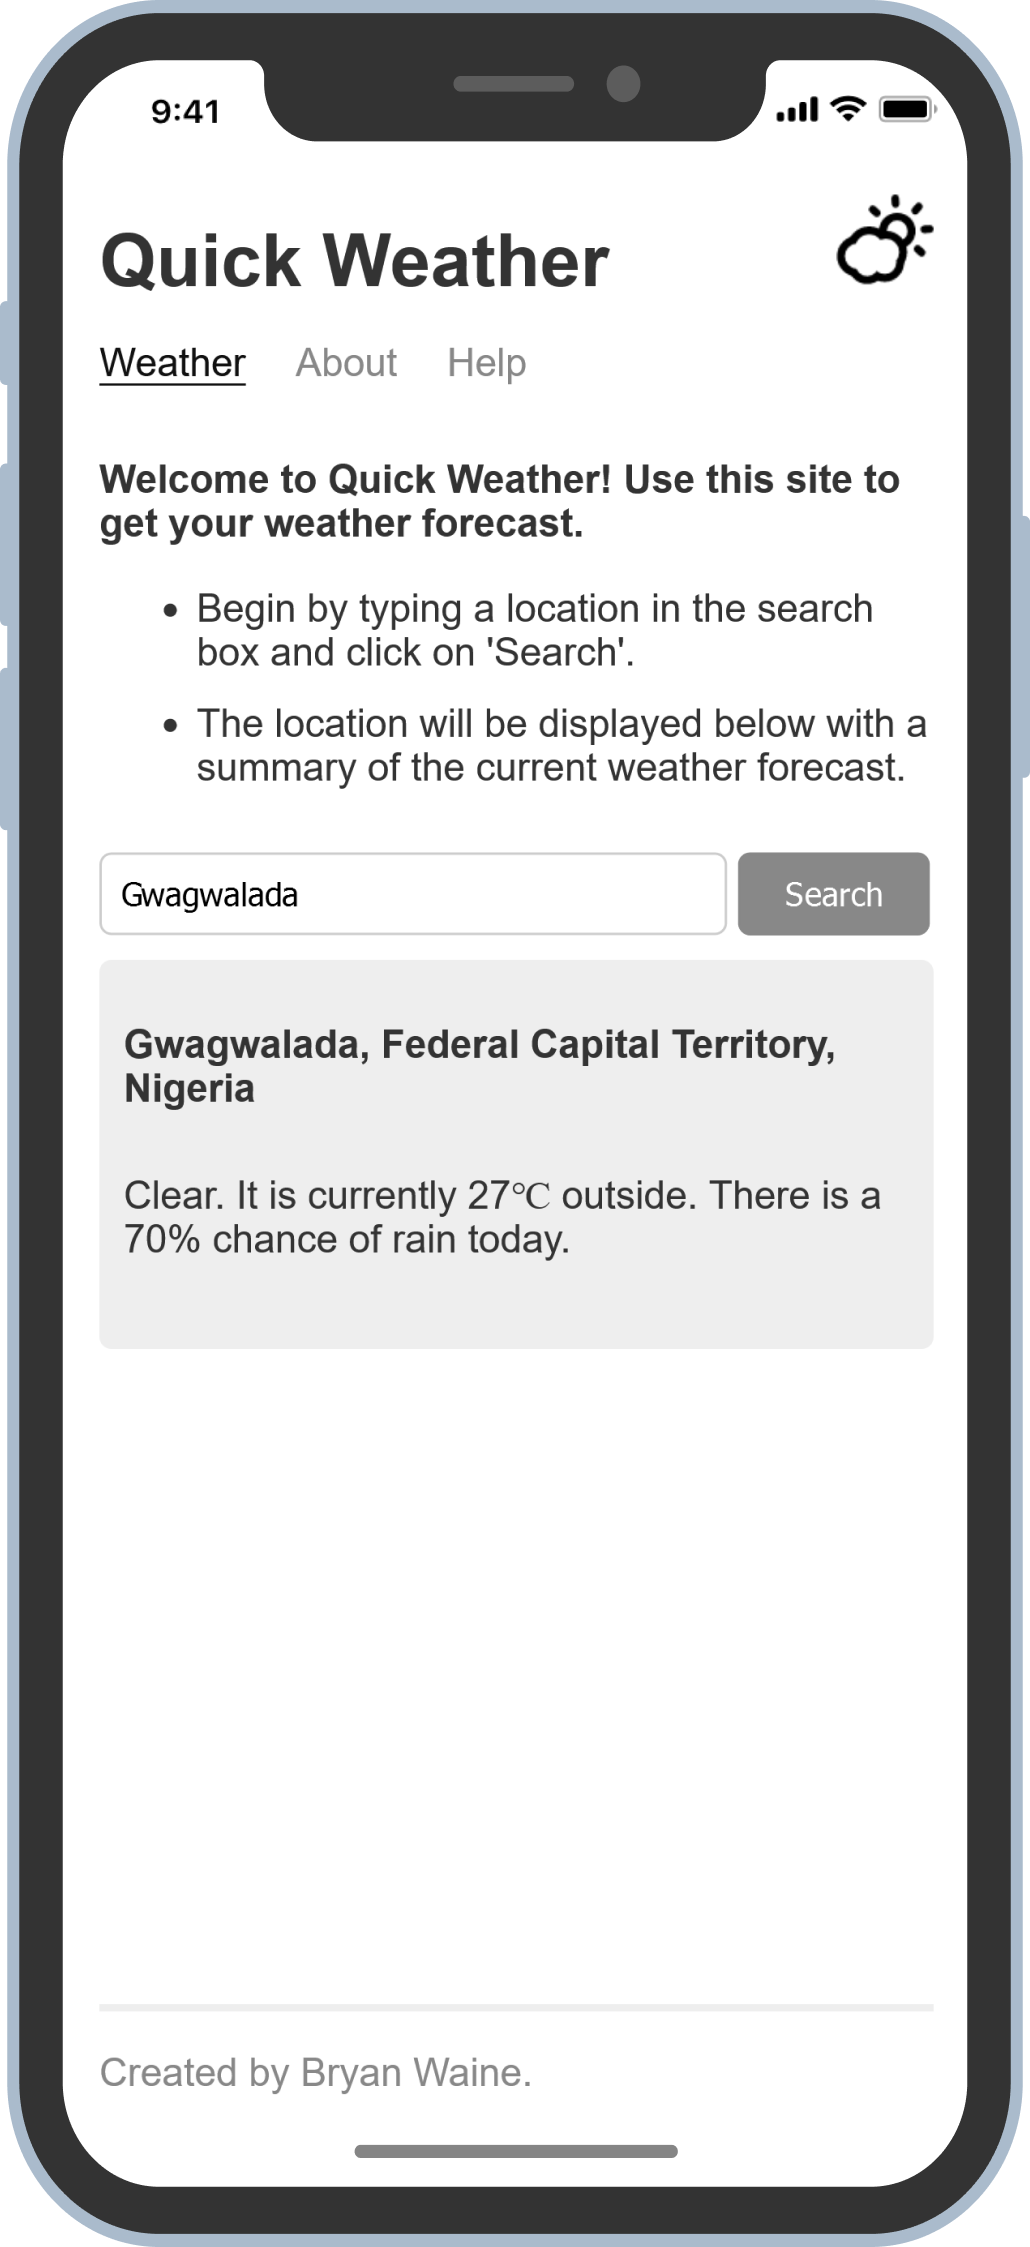 9:41
Quick Weather
Weather About Help
Welcome to Quick Weather! Use this site to
get your weather forecast.
• Begin by typing a location in the search
box and click on 'Search'.
• The location will be displayed below with a
summary of the current weather forecast.
Gwagwalada Search
Gwagwalada, Federal Capital Territory,
Nigeria
Clear. It is currently 27℃ outside. There is a
70% chance of rain today.
Created by Bryan Waine.